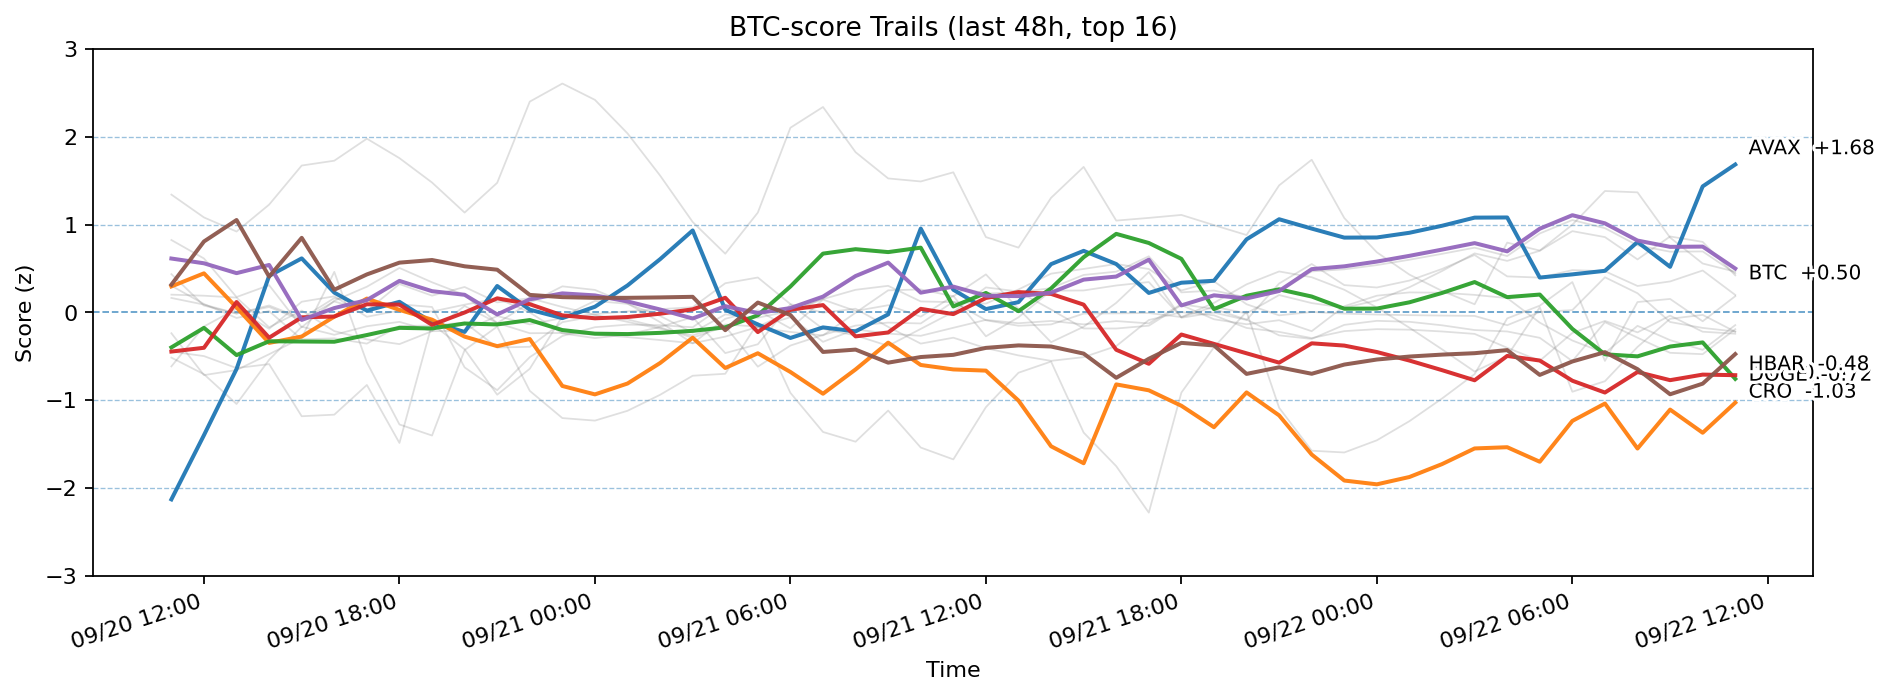 BTC-score Trails (last 48h, top 16)
Score (z)
3
2
1
0
−1
−2
−3
AVAX +1.68
BTC +0.50
HBAR -0.48
-0.72
CRO -1.03
09/20 12:00
09/20 18:00
09/21 00:00
09/21 06:00
09/21 12:00
09/21 18:00
09/22 00:00
09/22 06:00
09/22 12:00
Time